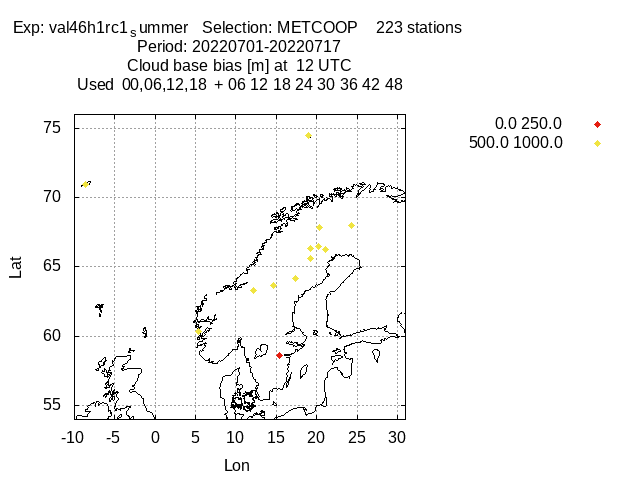 Exp: val46h1rc1summer   Selection: METCOOP    223 stations
Period: 20220701-20220717
Cloud base bias [m] at  12 UTC
Used  00,06,12,18  + 06 12 18 24 30 36 42 48
0.0 250.0
500.0 1000.0
75
70
65
60
55
Lat
-10 -5 0 5 10 15 20 25 30
Lon